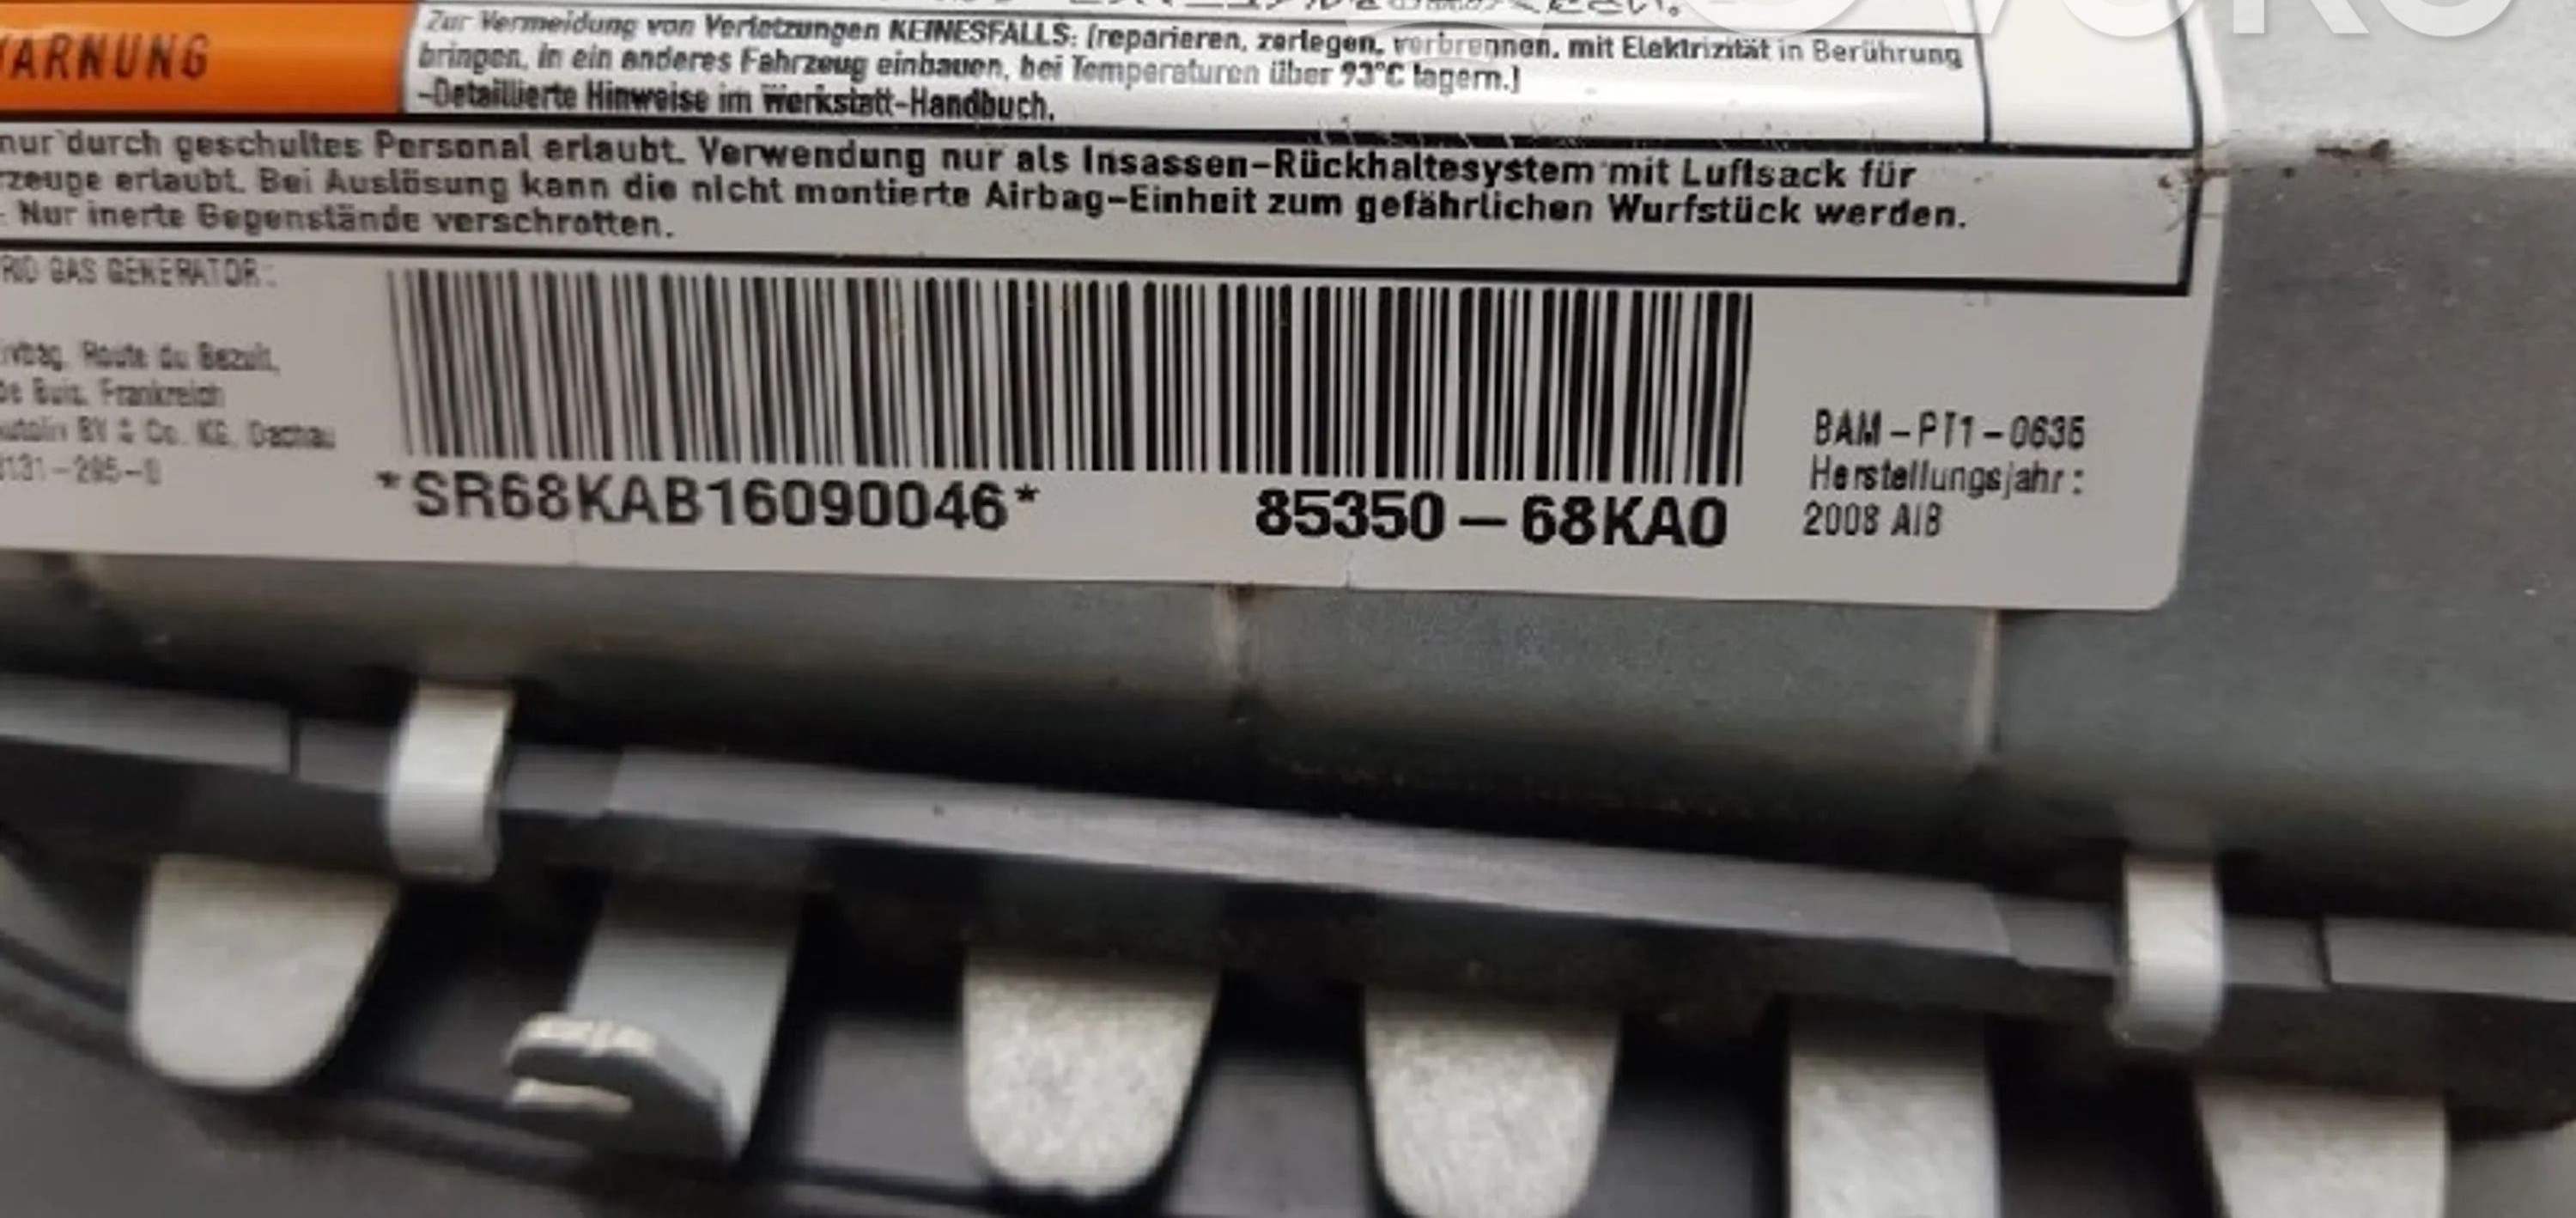 WARNUNG
Zur Vermeidung von Verletzungen KEINESFALLS: [reparieren, zerlegen, verbrennen, mit Elektrizität in Berührung
bringen, in ein anderes Fahrzeug einbauen, bei Temperaturen über 93°C lagern.]
-Detaillierte Hinweise im Werkstatt-Handbuch.
nur durch geschultes Personal erlaubt. Verwendung nur als Insassen-Rückhaltesystem mit Luftsack für
rzeuge erlaubt. Bei Auslösung kann die nicht montierte Airbag-Einheit zum gefährlichen Wurfstück werden.
. Nur inerte Gegenstände verschrotten.
RID GAS GENERATOR:
Route du
de Buis, Frankreich
BV & Co. KG, Dachau
*SR68KAB16090046*
85350-68KA0
BAM-PT1-0635
Herstellungsjahr:
2008 AIB